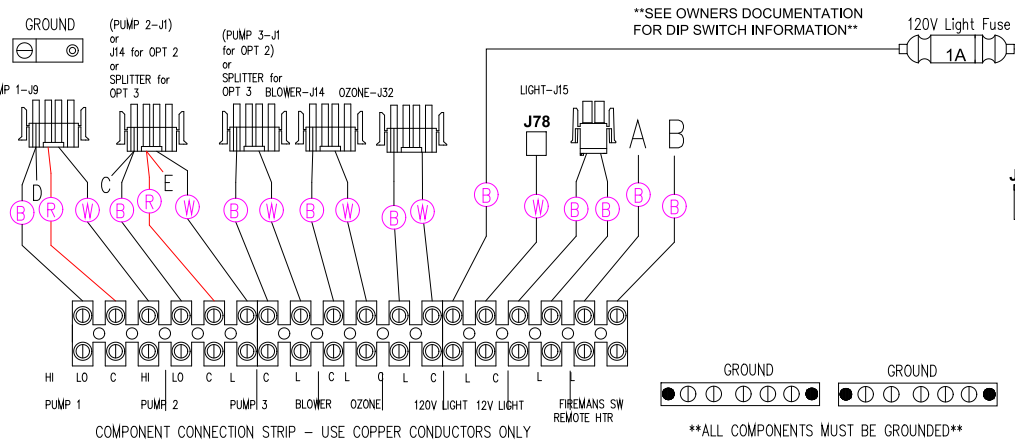 GROUND
(PUMP 2-J1)
or
J14 for OPT 2
or
SPLITTER for
OPT 3
(PUMP 3-J1
for OPT 2)
or
SPLITTER for
OPT 3
BLOWER-J14
OZONE-J32
**SEE OWNERS DOCUMENTATION
FOR DIP SWITCH INFORMATION**
120V Light Fuse
1A
MP 1-J9
LIGHT-J15
J78
A B
D C E
J
B R W B R W B W B W B W B W B B B B
HI LO C HI LO C L C L C L C L C L C L L
PUMP 1 PUMP 2 PUMP 3 BLOWER OZONE 120V LIGHT 12V LIGHT FIREMANS SW
REMOTE HTR
COMPONENT CONNECTION STRIP – USE COPPER CONDUCTORS ONLY
GROUND GROUND
**ALL COMPONENTS MUST BE GROUNDED**